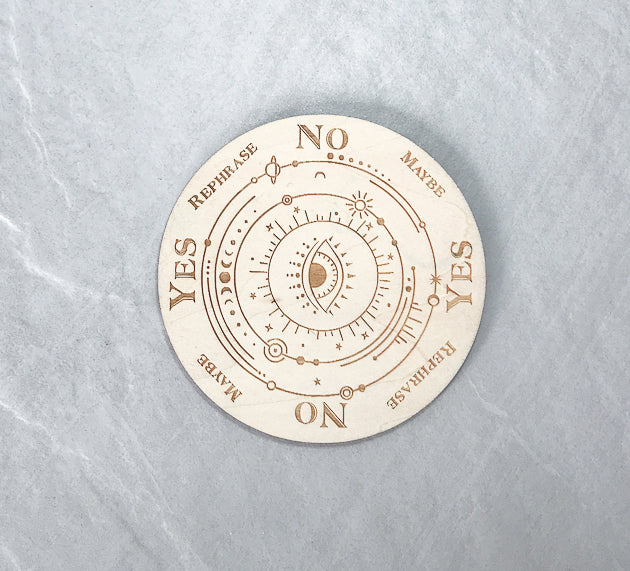 No
Maybe
Yes
Rephrase
No
Maybe
Yes
Rephrase